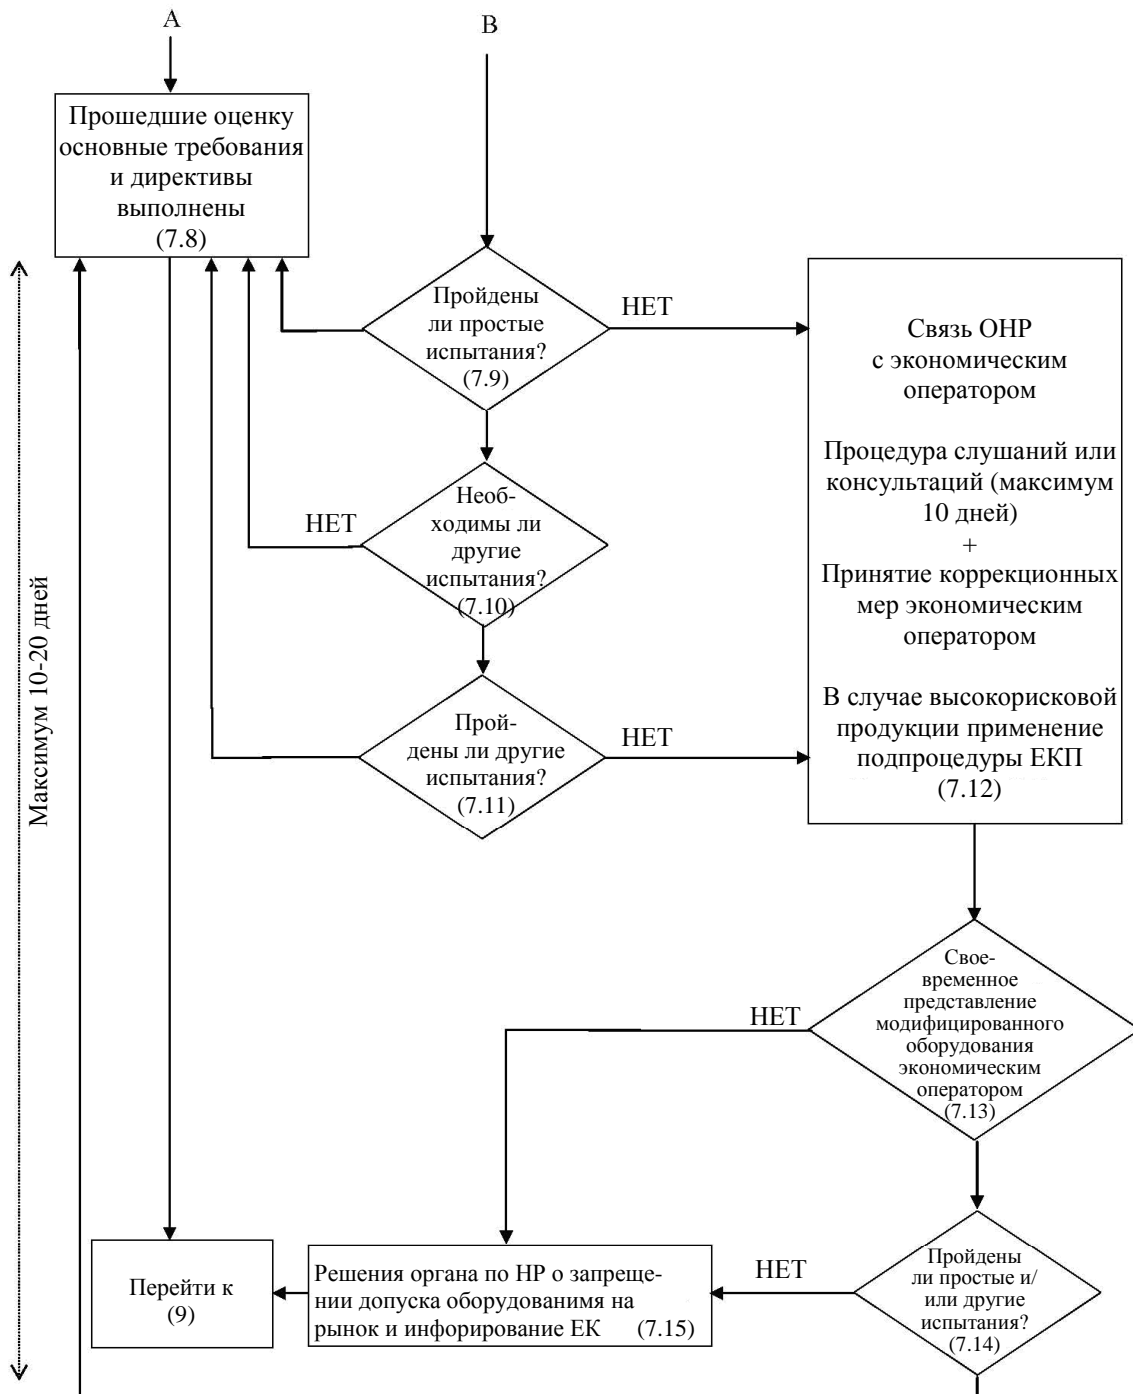 A
B
Прошедшие оценку
основные требования
и директивы
выполнены
(7.8)
Пройдены
ли простые
испытания?
(7.9)
НЕТ
Связь ОНР
с экономическим
оператором
Процедура слушаний или
консультаций (максимум
10 дней)
+
Принятие коррекционных
мер экономическим
оператором
В случае высокорисковой
продукции применение
подпроцедуры ЕКП
(7.12)
НЕТ
Необ-
ходимы ли
другие
испытания?
(7.10)
Максимум 10-20 дней
Прой-
дены ли другие
испытания?
(7.11)
НЕТ
Свое-
временное
представление
модифицированного
оборудования
экономическим
оператором
(7.13)
НЕТ
Перейти к
(9)
Решения органа по НР о запреще-
нии допуска оборудованимя на
рынок и инфорирование ЕК (7.15)
НЕТ
Пройдены
ли простые и/
или другие
испытания?
(7.14)